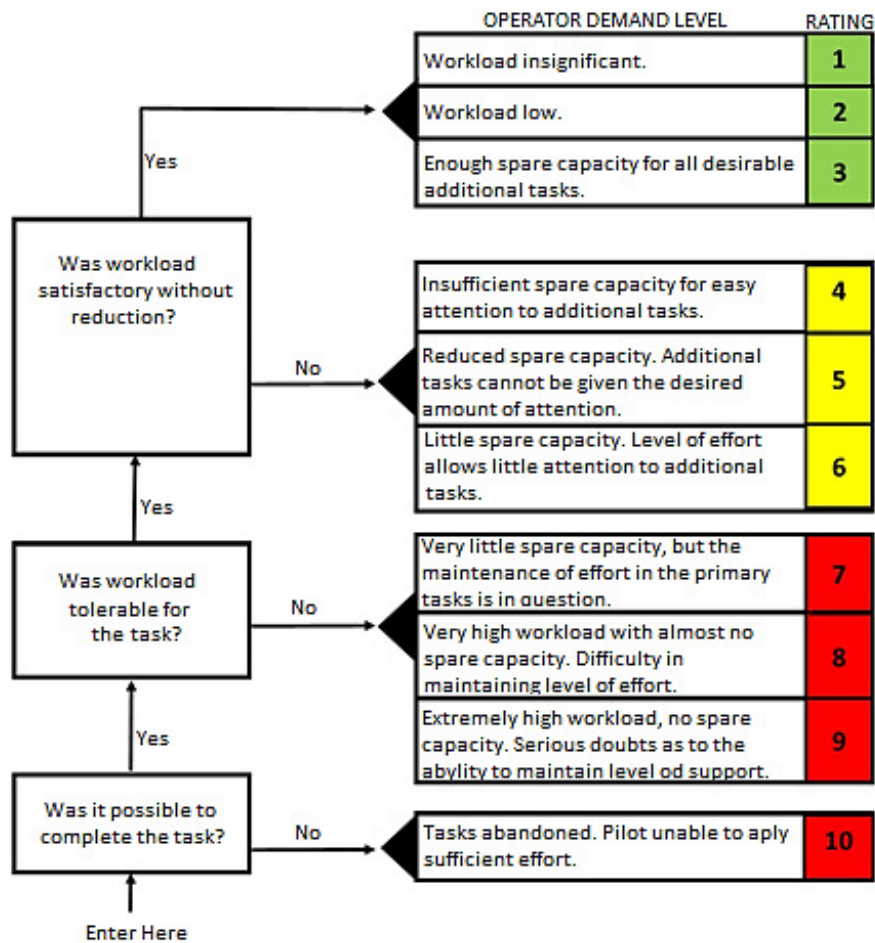 OPERATOR DEMAND LEVEL RATING
Workload insignificant. 1
Workload low. 2
Yes
Enough spare capacity for all desirable
additional tasks. 3
Was workload
satisfactory without
reduction?
Insufficient spare capacity for easy
attention to additional tasks. 4
No
Reduced spare capacity. Additional
tasks cannot be given the desired
amount of attention. 5
Little spare capacity. Level of effort
allows little attention to additional
tasks. 6
Yes
Was workload
tolerable for
the task?
No
Very little spare capacity, but the
maintenance of effort in the primary
tasks is in question. 7
Very high workload with almost no
spare capacity. Difficulty in
maintaining level of effort. 8
Yes
Extremely high workload, no spare
capacity. Serious doubts as to the
abylity to maintain level od support. 9
Was it possible to
complete the task?
No
Tasks abandoned. Pilot unable to aply
sufficient effort. 10
Enter Here